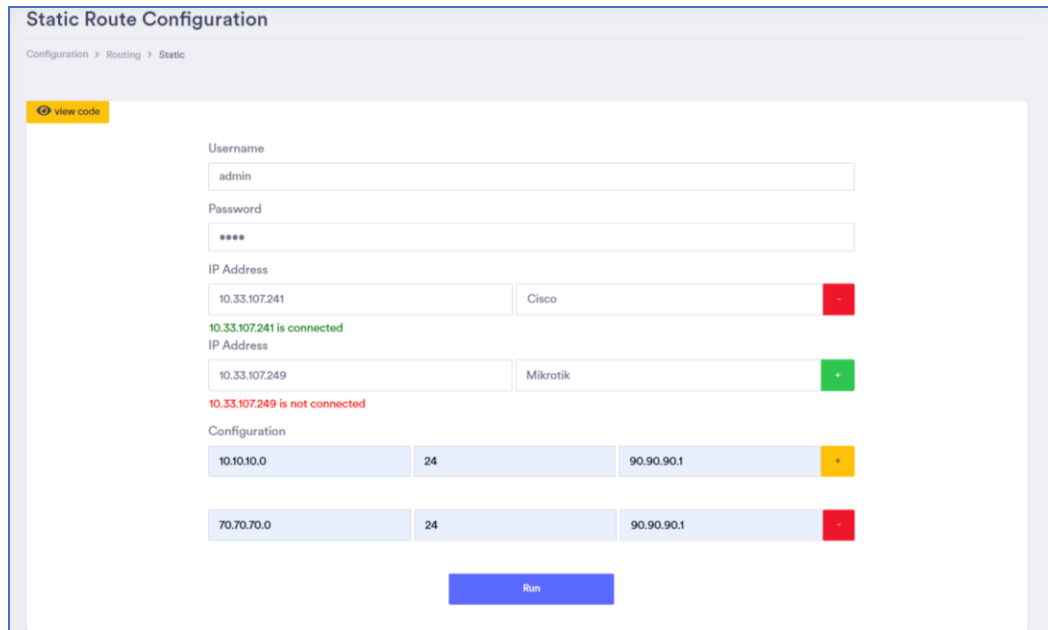 Static Route Configuration
Configuration > Routing > Static
view code
Username
admin
Password
••••
IP Address
10.33.107.241 Cisco -
10.33.107.241 is connected
IP Address
10.33.107.249 Mikrotik +
10.33.107.249 is not connected
Configuration
10.10.10.0 24 90.90.90.1 +
70.70.70.0 24 90.90.90.1 -
Run